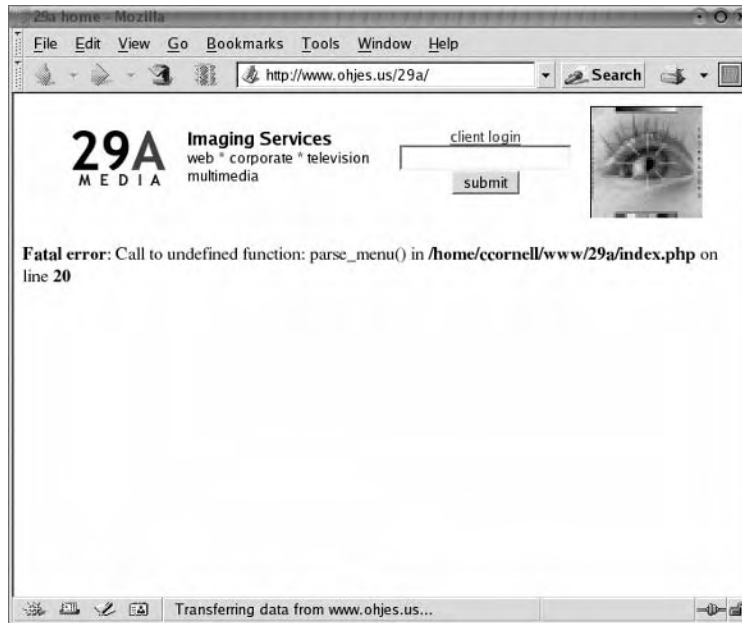 29a home - Mozilla
File Edit View Go Bookmarks Tools Window Help
http://www.ohjes.us/29a/
Search
29A
MEDIA
Imaging Services
web * corporate * television
multimedia
client login
submit
Fatal error: Call to undefined function: parse_menu() in /home/ccornell/www/29a/index.php on
line 20
Transferring data from www.ohjes.us...